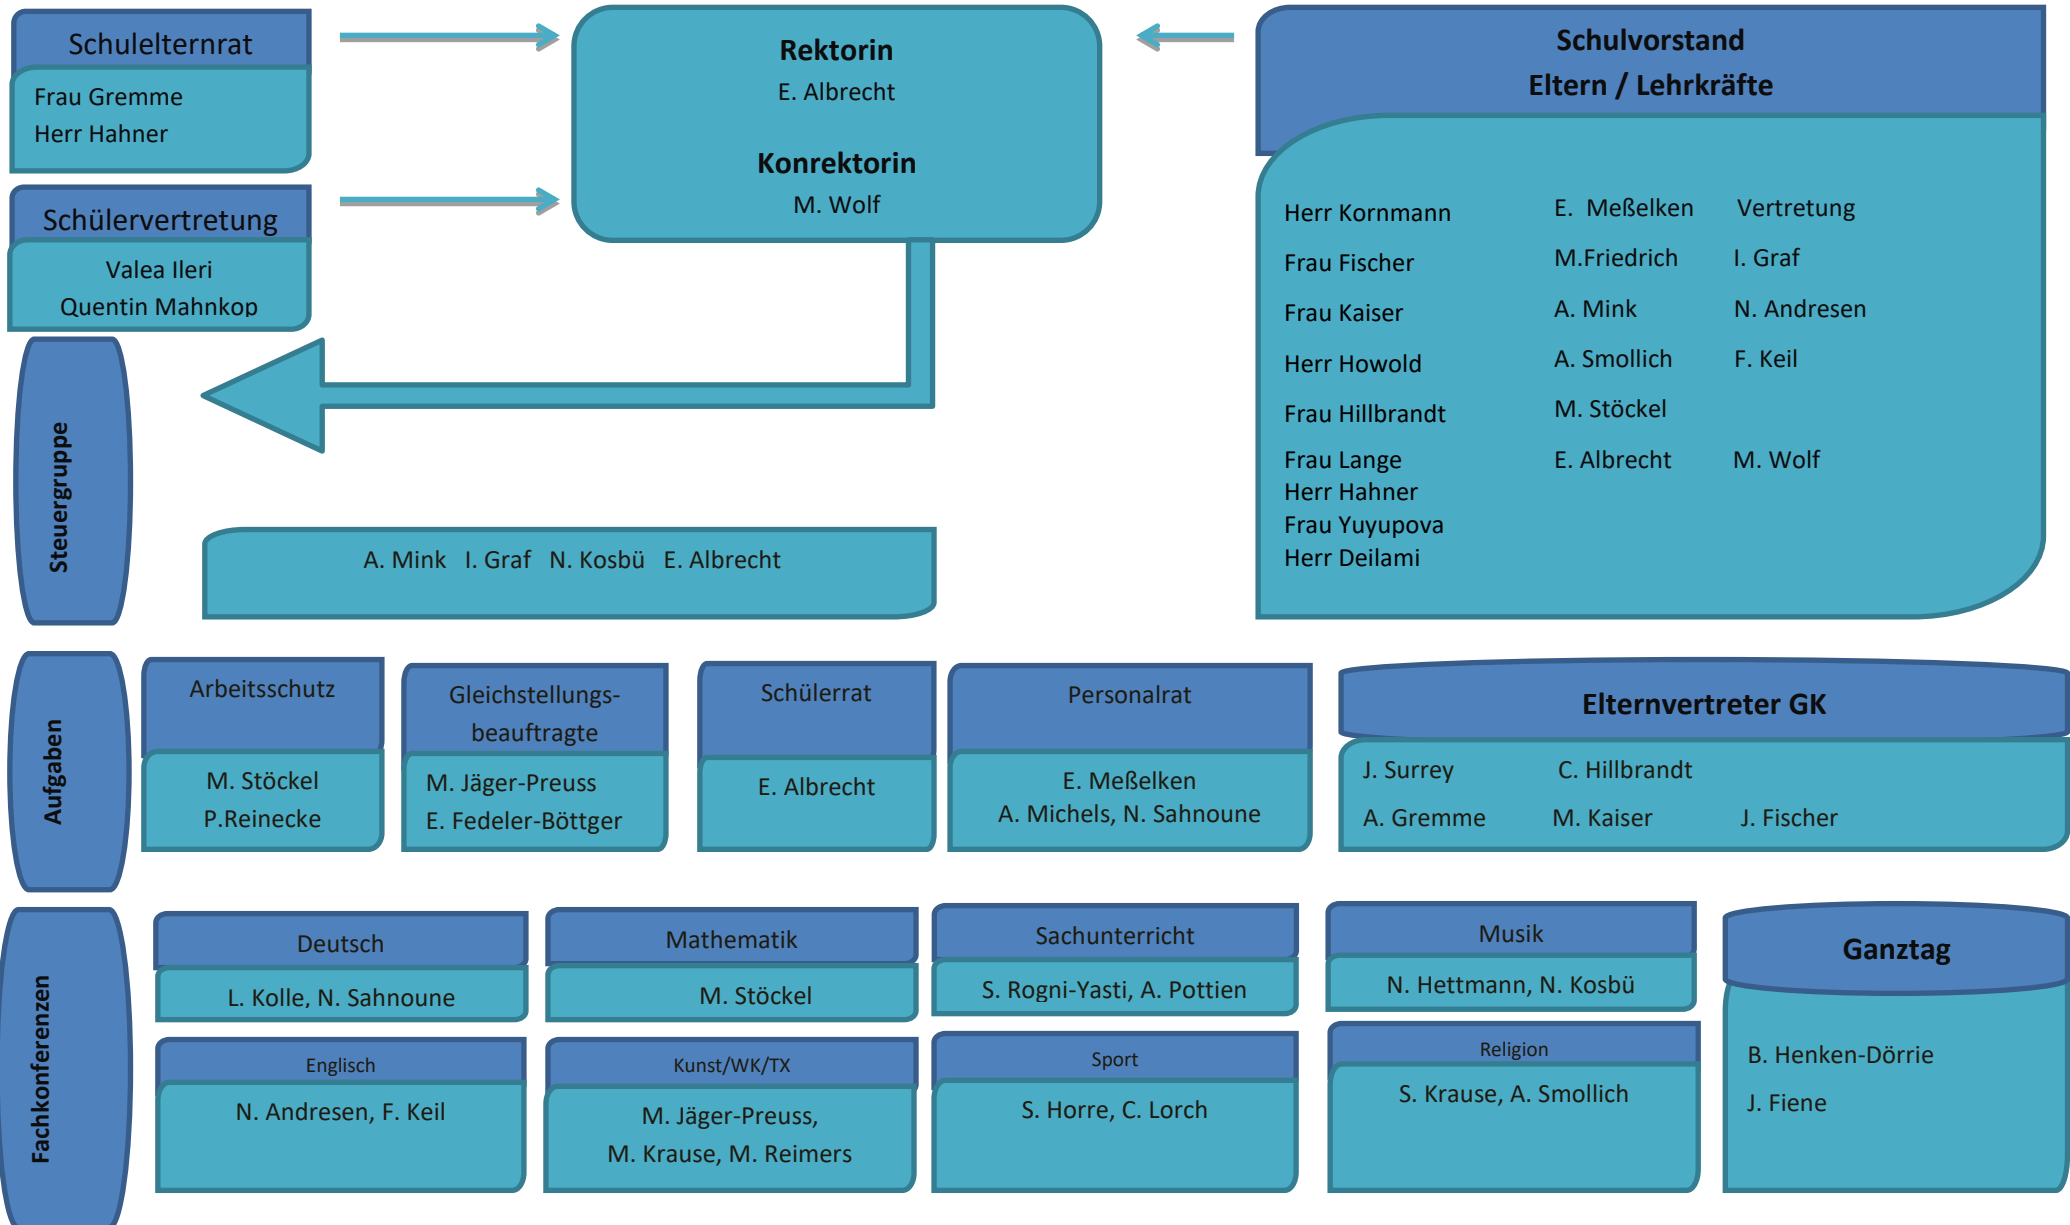 Schulelternrat
Frau Gremme
Herr Hahner
Schülervertretung
Valea Ileri
Quentin Mahnkop
Rektorin
E. Albrecht
Konrektorin
M. Wolf
Schulvorstand
Eltern / Lehrkräfte
Herr Kornmann E. Meßelken Vertretung
Frau Fischer M.Friedrich I. Graf
Frau Kaiser A. Mink N. Andresen
Herr Howold A. Smollich F. Keil
Frau Hillbrandt M. Stöckel
Frau Lange E. Albrecht M. Wolf
Herr Hahner
Frau Yuyupova
Herr Deilami
Steuergruppe
A. Mink I. Graf N. Kosbü E. Albrecht
Aufgaben
Arbeitsschutz
M. Stöckel
P.Reinecke
Gleichstellungs-
beauftragte
M. Jäger-Preuss
E. Fedeler-Böttger
Schülerrat
E. Albrecht
Personalrat
E. Meßelken
A. Michels, N. Sahnoune
Elternvertreter GK
J. Surrey C. Hillbrandt
A. Gremme M. Kaiser J. Fischer
Fachkonferenzen
Deutsch
L. Kolle, N. Sahnoune
Mathematik
M. Stöckel
Sachunterricht
S. Rogni-Yasti, A. Pottien
Musik
N. Hettmann, N. Kosbü
Englisch
N. Andresen, F. Keil
Kunst/WK/TX
M. Jäger-Preuss,
M. Krause, M. Reimers
Sport
S. Horre, C. Lorch
Religion
S. Krause, A. Smollich
Ganztag
B. Henken-Dörrie
J. Fiene